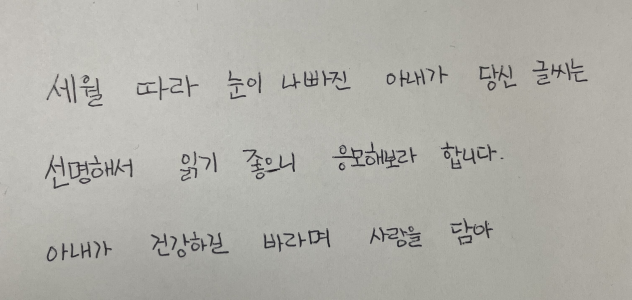 세월 따라 눈이 나빠진 아내가 당신 글씨는
선명해서 읽기 좋으니 응모해보라 합니다.
아내가 건강하길 바라며 사랑을 담아